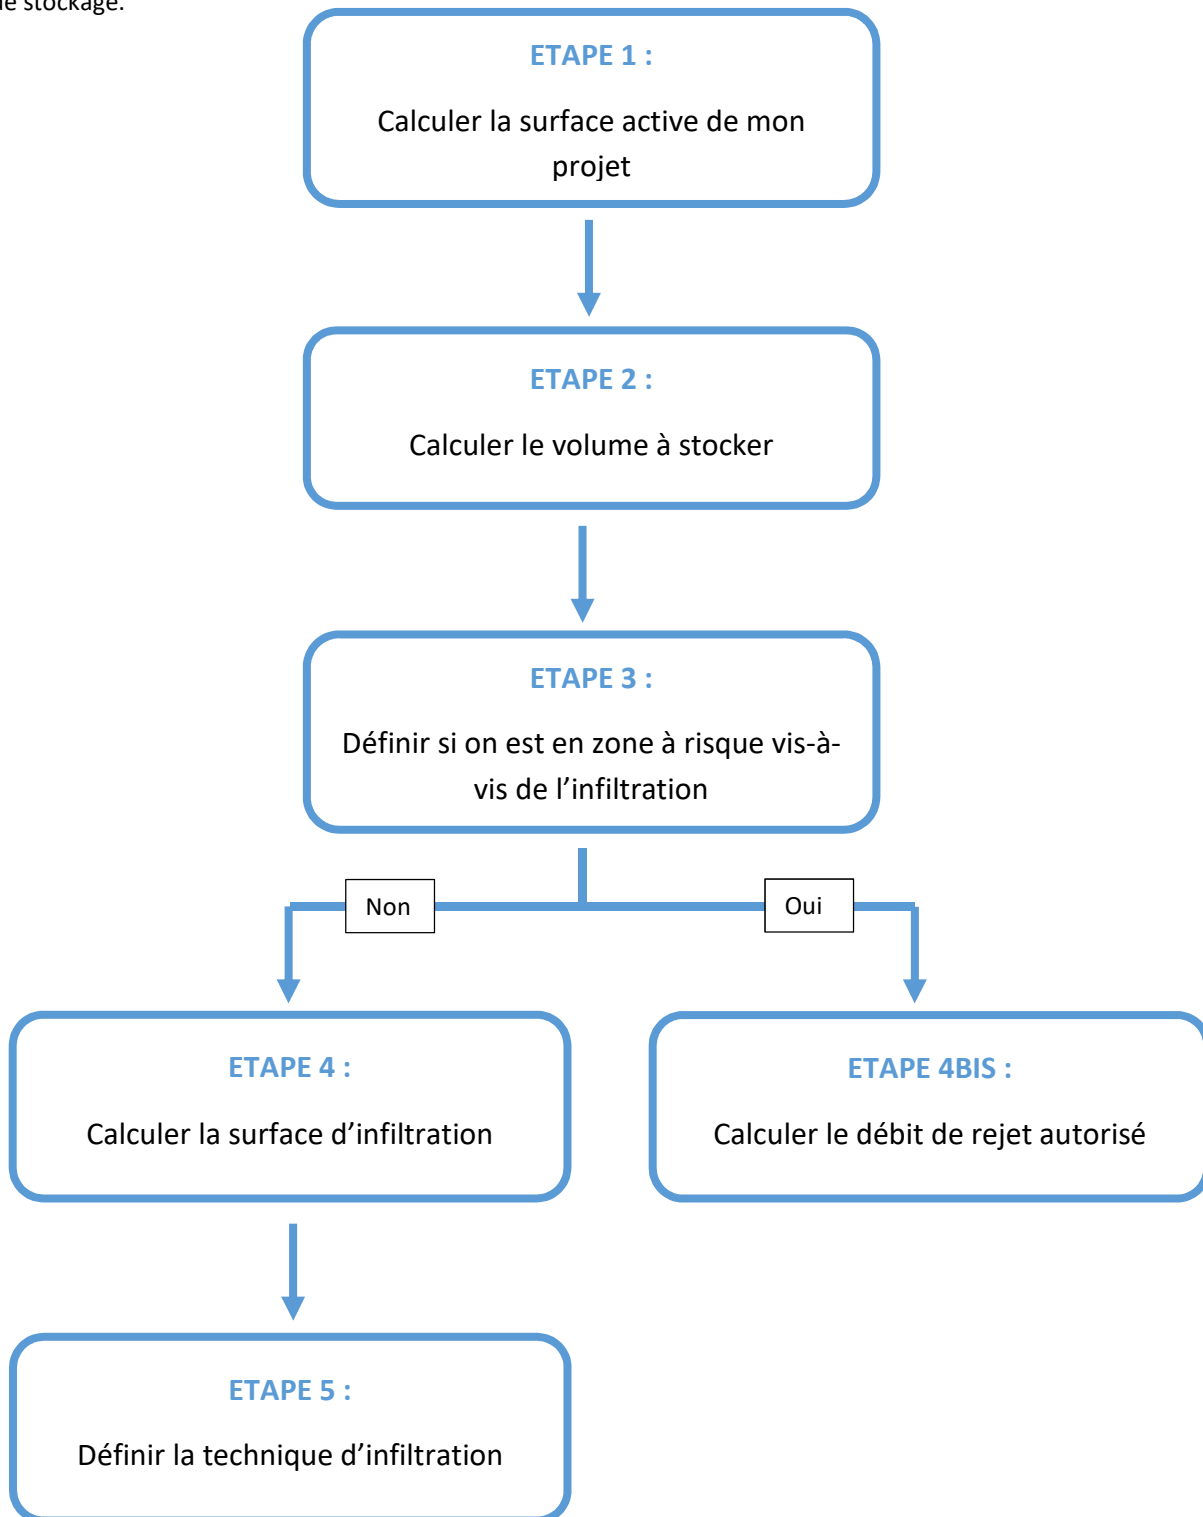 le stockage.
ETAPE 1 :
Calculer la surface active de mon
projet
ETAPE 2 :
Calculer le volume à stocker
ETAPE 3 :
Définir si on est en zone à risque vis-à-
vis de l’infiltration
Non
Oui
ETAPE 4 :
Calculer la surface d’infiltration
ETAPE 4BIS :
Calculer le débit de rejet autorisé
ETAPE 5 :
Définir la technique d’infiltration